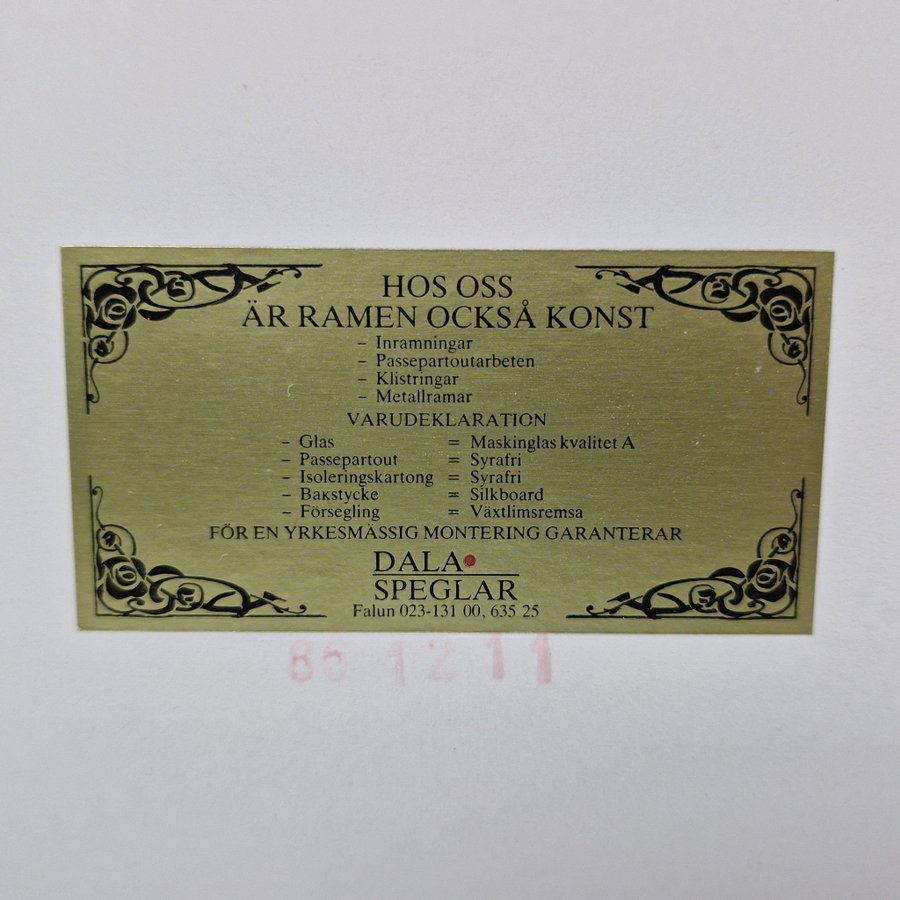 HOS OSS
ÄR RAMEN OCKSÅ KONST
– Inramningar
– Passepartoutarbeten
– Klistringar
– Metallramar
VARUDEKLARATION
– Glas = Maskinglas kvalitet A
– Passepartout = Syrafri
– Isoleringskartong = Syrafri
– Bakstycke = Silkboard
– Försegling = Växtlimsremsa
FÖR EN YRKESMÄSSIG MONTERING GARANTERAR
DALA
SPEGLAR
Falun 023-131 00, 635 25
86 12 11